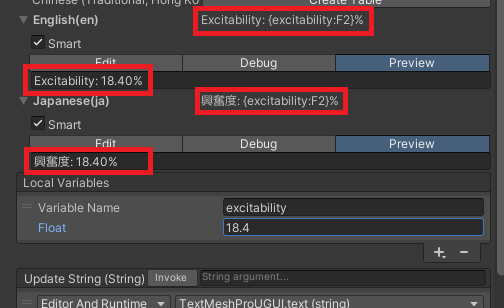 Chinese (Traditional, Hong Ko
Create Table
English(en)
Excitability: {excitability:F2}%
Smart
Edit Debug Preview
Excitability: 18.40%
Japanese(ja)
興奮度: {excitability:F2}%
Smart
Edit Debug Preview
興奮度: 18.40%
Local Variables
Variable Name excitability
Float 18.4
+ −
Update String (String) Invoke String argument...
Editor And Runtime TextMeshProUGUI.text (string)